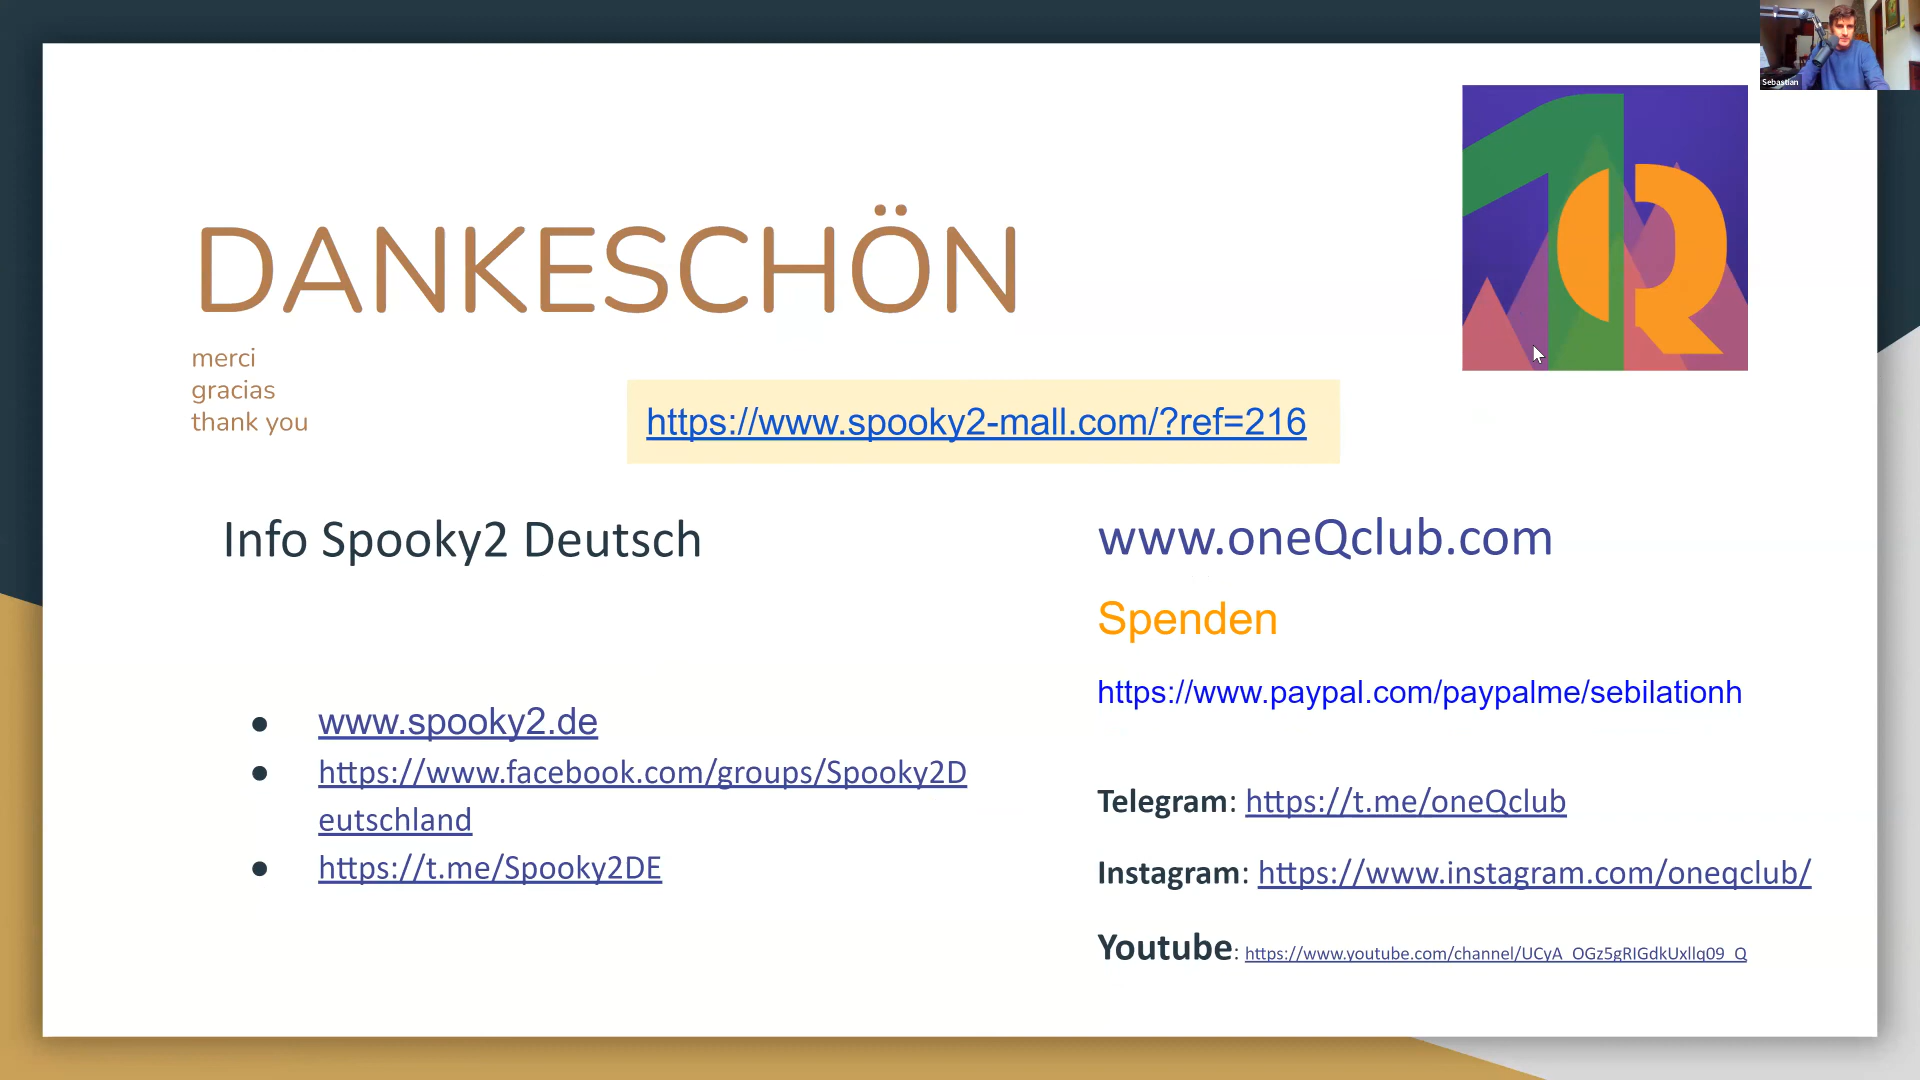 Sebastian
1Q
DANKESCHÖN
merci
gracias
thank you
https://www.spooky2-mall.com/?ref=216
Info Spooky2 Deutsch
www.spooky2.de
https://www.facebook.com/groups/Spooky2D
eutschland
https://t.me/Spooky2DE
www.oneQclub.com
Spenden
https://www.paypal.com/paypalme/sebilationh
Telegram: https://t.me/oneQclub
Instagram: https://www.instagram.com/oneqclub/
Youtube: https://www.youtube.com/channel/UCyA_OGz5gRIGdkUxllq09_Q